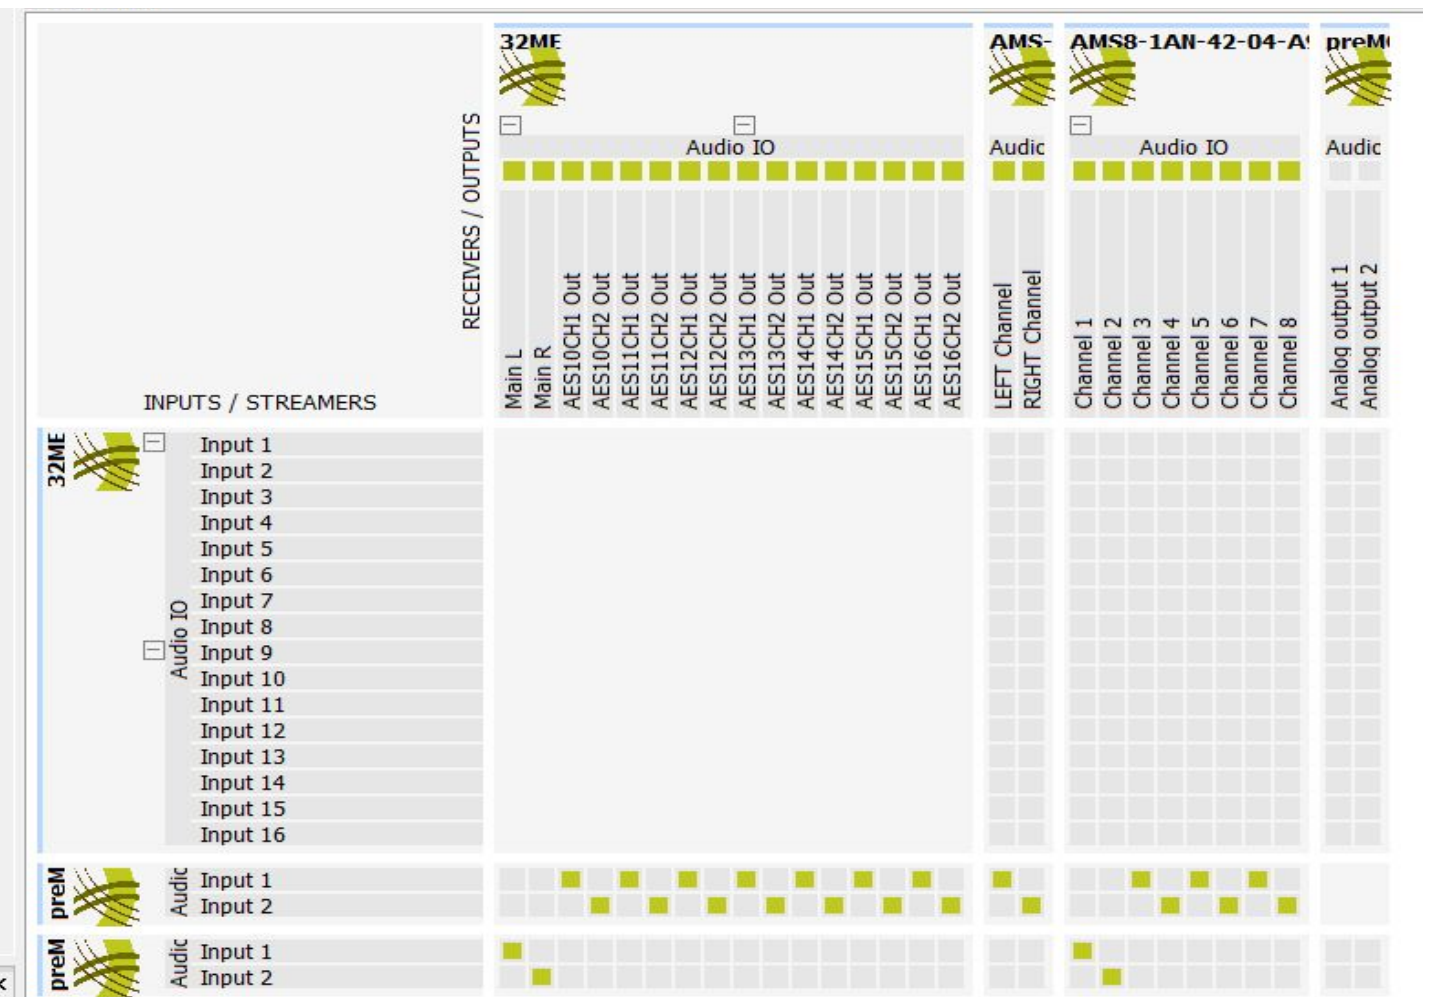 32ME
AMS-
AMS8-1AN-42-04-A
preM
RECEIVERS / OUTPUTS
Audio IO
Audic
Audio IO
Audic
Main L
Main R
AES10CH1 Out
AES10CH2 Out
AES11CH1 Out
AES11CH2 Out
AES12CH1 Out
AES12CH2 Out
AES13CH1 Out
AES13CH2 Out
AES14CH1 Out
AES14CH2 Out
AES15CH1 Out
AES15CH2 Out
AES16CH1 Out
AES16CH2 Out
LEFT Channel
RIGHT Channel
Channel 1
Channel 2
Channel 3
Channel 4
Channel 5
Channel 6
Channel 7
Channel 8
Analog output 1
Analog output 2
INPUTS / STREAMERS
32ME
Audio IO
Input 1
Input 2
Input 3
Input 4
Input 5
Input 6
Input 7
Input 8
Input 9
Input 10
Input 11
Input 12
Input 13
Input 14
Input 15
Input 16
preM
Audic
Input 1
Input 2
preM
Audic
Input 1
Input 2